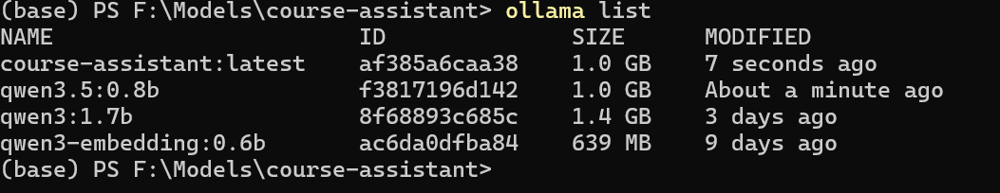 (base) PS F:\Models\course-assistant> ollama list
NAME ID SIZE MODIFIED
course-assistant:latest af385a6caa38 1.0 GB 7 seconds ago
qwen3.5:0.8b f3817196d142 1.0 GB About a minute ago
qwen3:1.7b 8f68893c685c 1.4 GB 3 days ago
qwen3-embedding:0.6b ac6da0dfba84 639 MB 9 days ago
(base) PS F:\Models\course-assistant>